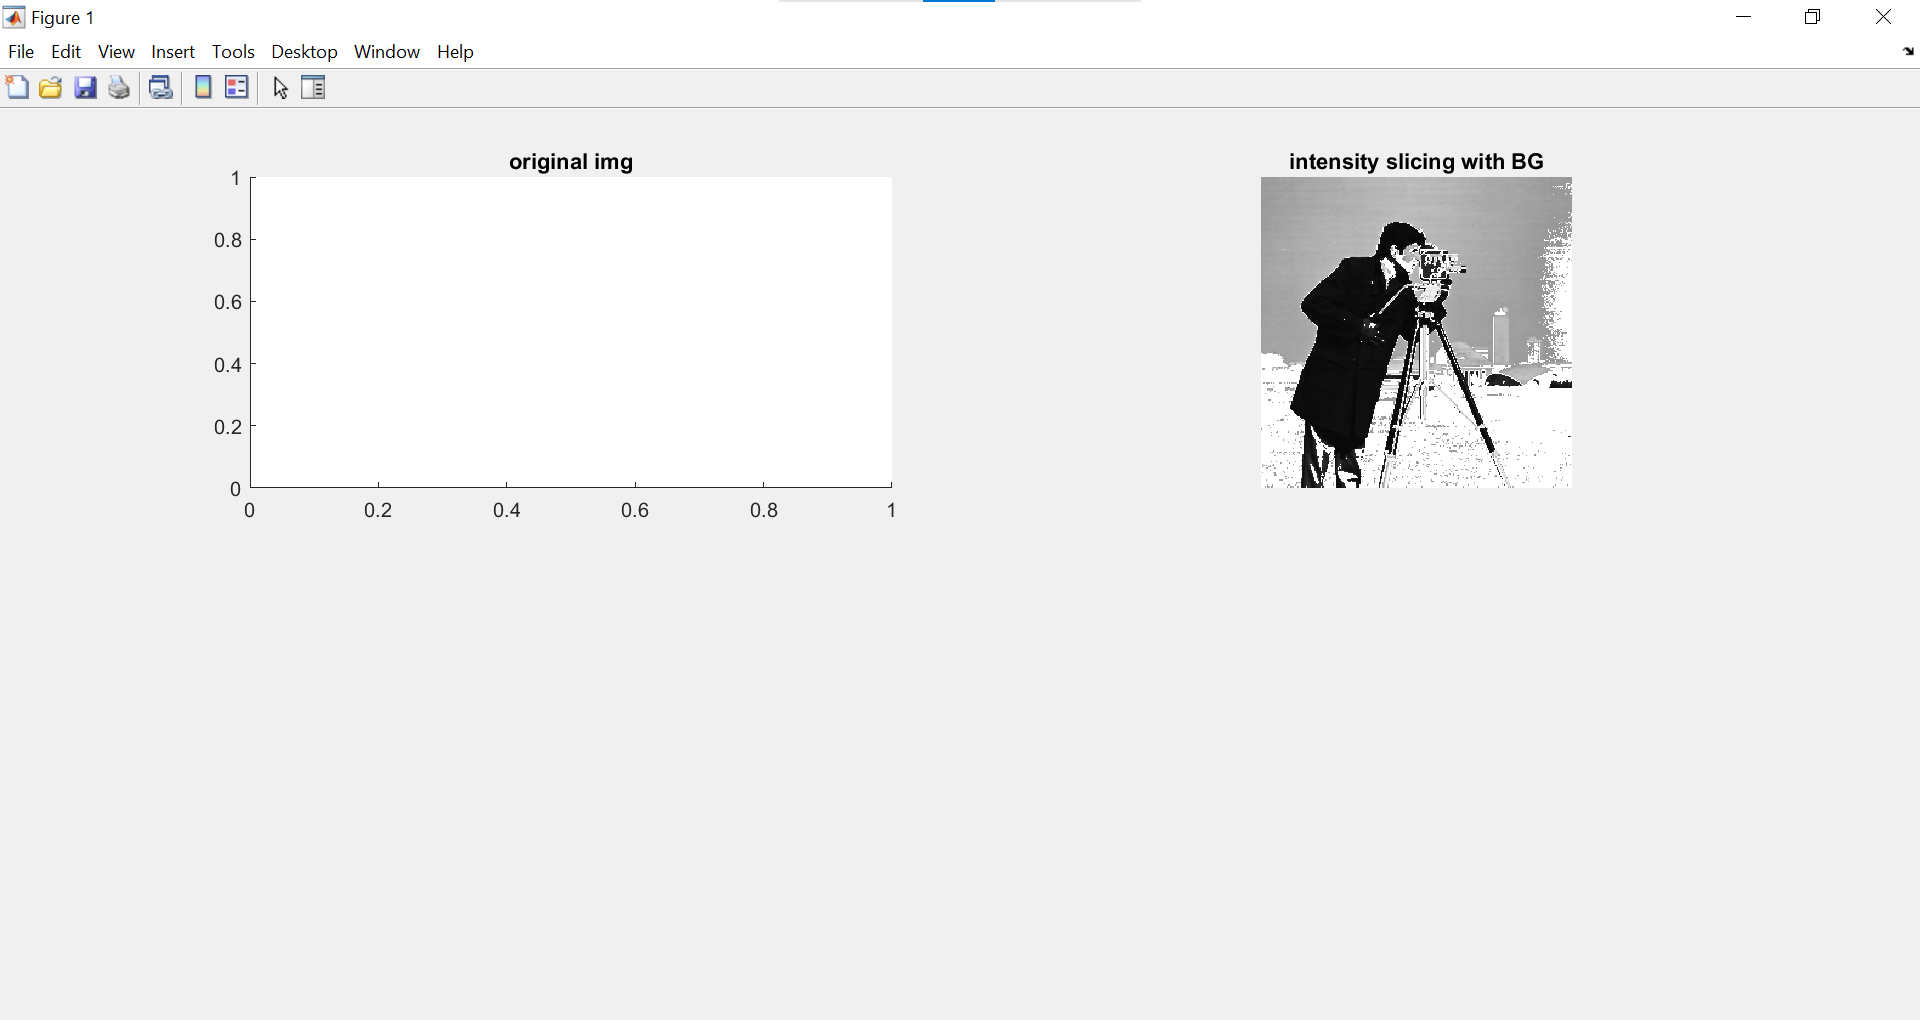 Figure 1
File Edit View Insert Tools Desktop Window Help
original img
intensity slicing with BG
1
0.8
0.6
0.4
0.2
0
0 0.2 0.4 0.6 0.8 1